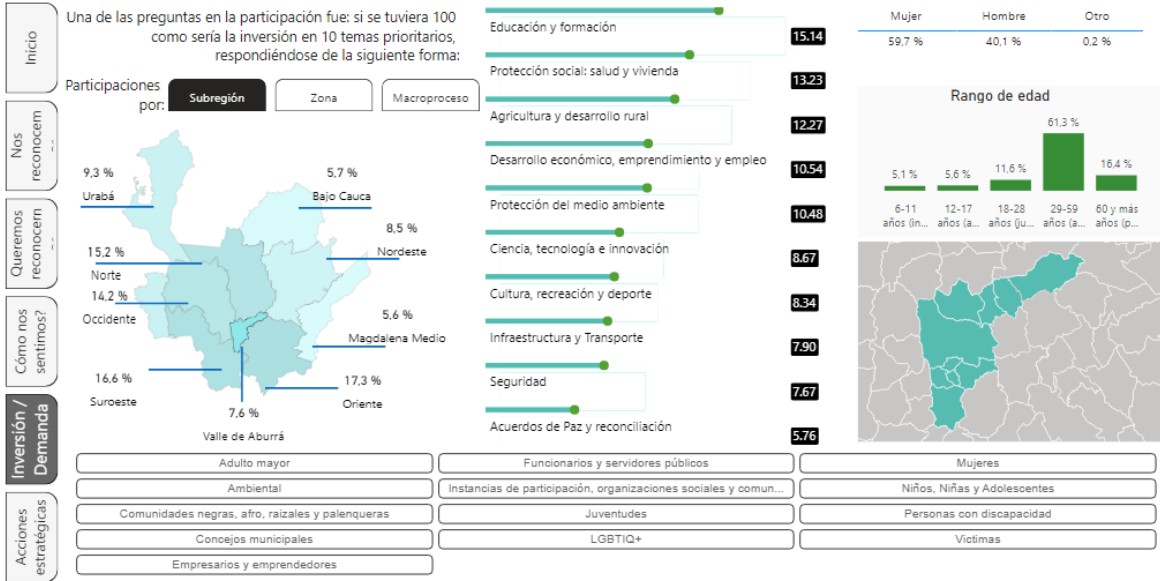 Inicio
Nos
reconocem
...
Queremos
reconocern
...
Cómo nos
sentimos?
Inversión /
Demanda
Acciones
estratégicas
Una de las preguntas en la participación fue: si se tuviera 100
como sería la inversión en 10 temas prioritarios,
respondiéndose de la siguiente forma:
Participaciones
por:
Subregión
Zona
Macroproceso
9,3 %
Urabá
5,7 %
Bajo Cauca
8,5 %
Nordeste
15,2 %
Norte
14,2 %
Occidente
5,6 %
Magdalena Medio
16,6 %
Suroeste
17,3 %
Oriente
7,6 %
Valle de Aburrá
Educación y formación
15.14
Protección social: salud y vivienda
13.23
Agricultura y desarrollo rural
12.27
Desarrollo económico, emprendimiento y empleo
10.54
Protección del medio ambiente
10.48
Ciencia, tecnología e innovación
8.67
Cultura, recreación y deporte
8.34
Infraestructura y Transporte
7.90
Seguridad
7.67
Acuerdos de Paz y reconciliación
5.76
Mujer Hombre Otro
59,7 % 40,1 % 0,2 %
Rango de edad
5,1 % 5,6 % 11,6 % 61,3 % 16,4 %
6-11 12-17 18-28 29-59 60 y más
años (in... años (a... años (ju... años (a... años (p...
Adulto mayor
Funcionarios y servidores públicos
Mujeres
Ambiental
Instancias de participación, organizaciones sociales y comun...
Niños, Niñas y Adolescentes
Comunidades negras, afro, raizales y palenqueras
Juventudes
Personas con discapacidad
Concejos municipales
LGBTIQ+
Victimas
Empresarios y emprendedores